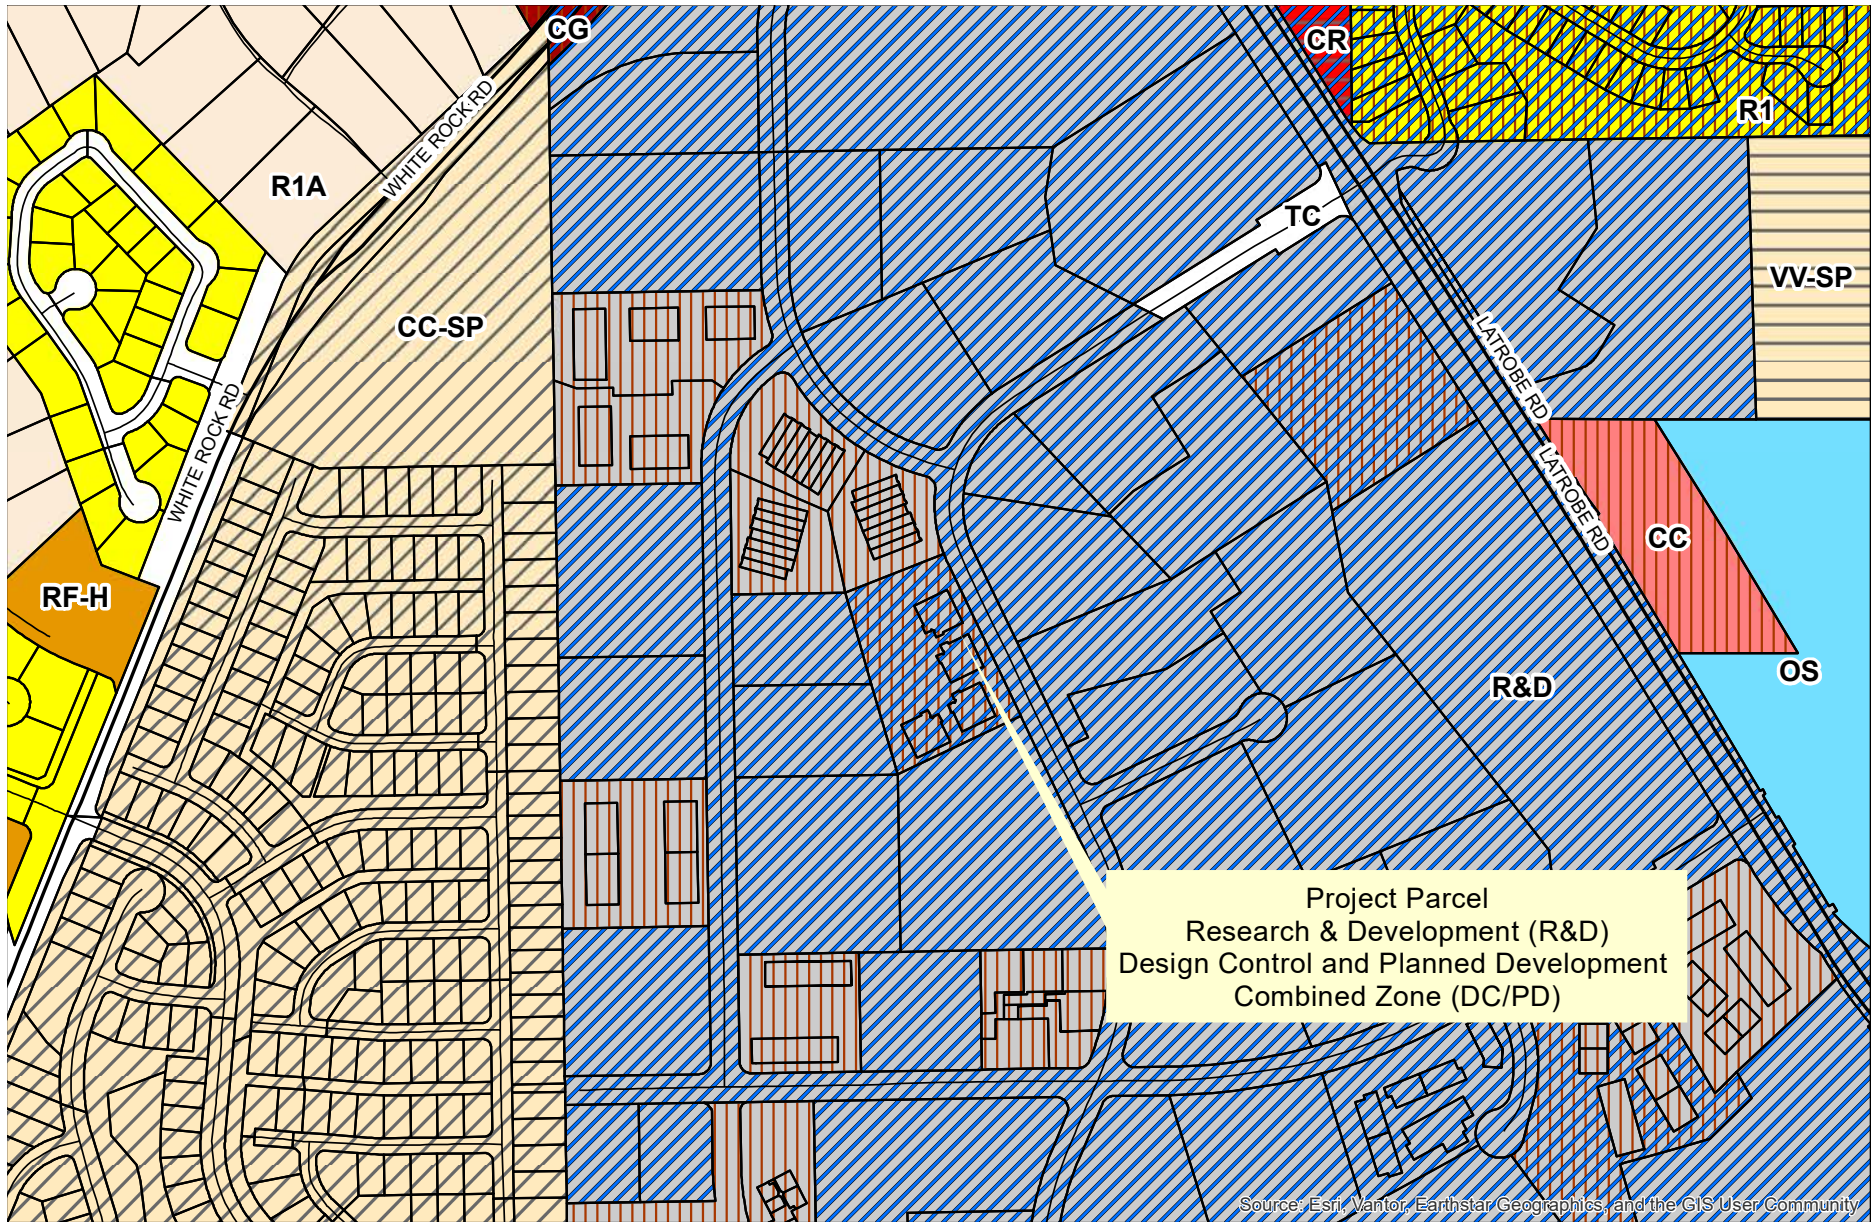 CG
CR
R1
WHITE ROCK RD
R1A
TC
VV-SP
CC-SP
LATROBE RD
WHITE ROCK RD
LATROBE RD
CC
RF-H
OS
R&D
Project Parcel
Research & Development (R&D)
Design Control and Planned Development
Combined Zone (DC/PD)
Source: Esri, Vantor, Earthstar Geographics, and the GIS User Community